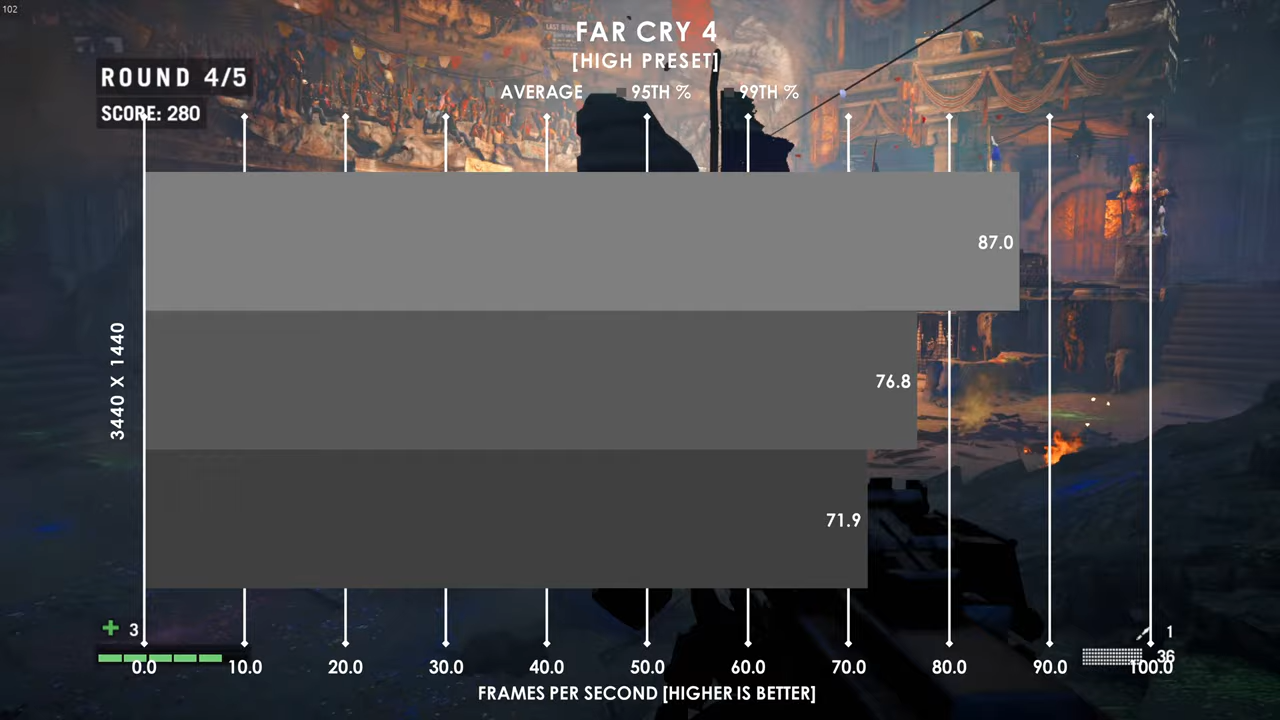 102
FAR CRY 4
[HIGH PRESET]
ROUND 4/5
SCORE: 280
AVERAGE 95TH % 99TH %
87.0
76.8
71.9
3440 X 1440
3
1
36
0.0 10.0 20.0 30.0 40.0 50.0 60.0 70.0 80.0 90.0 100.0
FRAMES PER SECOND [HIGHER IS BETTER]